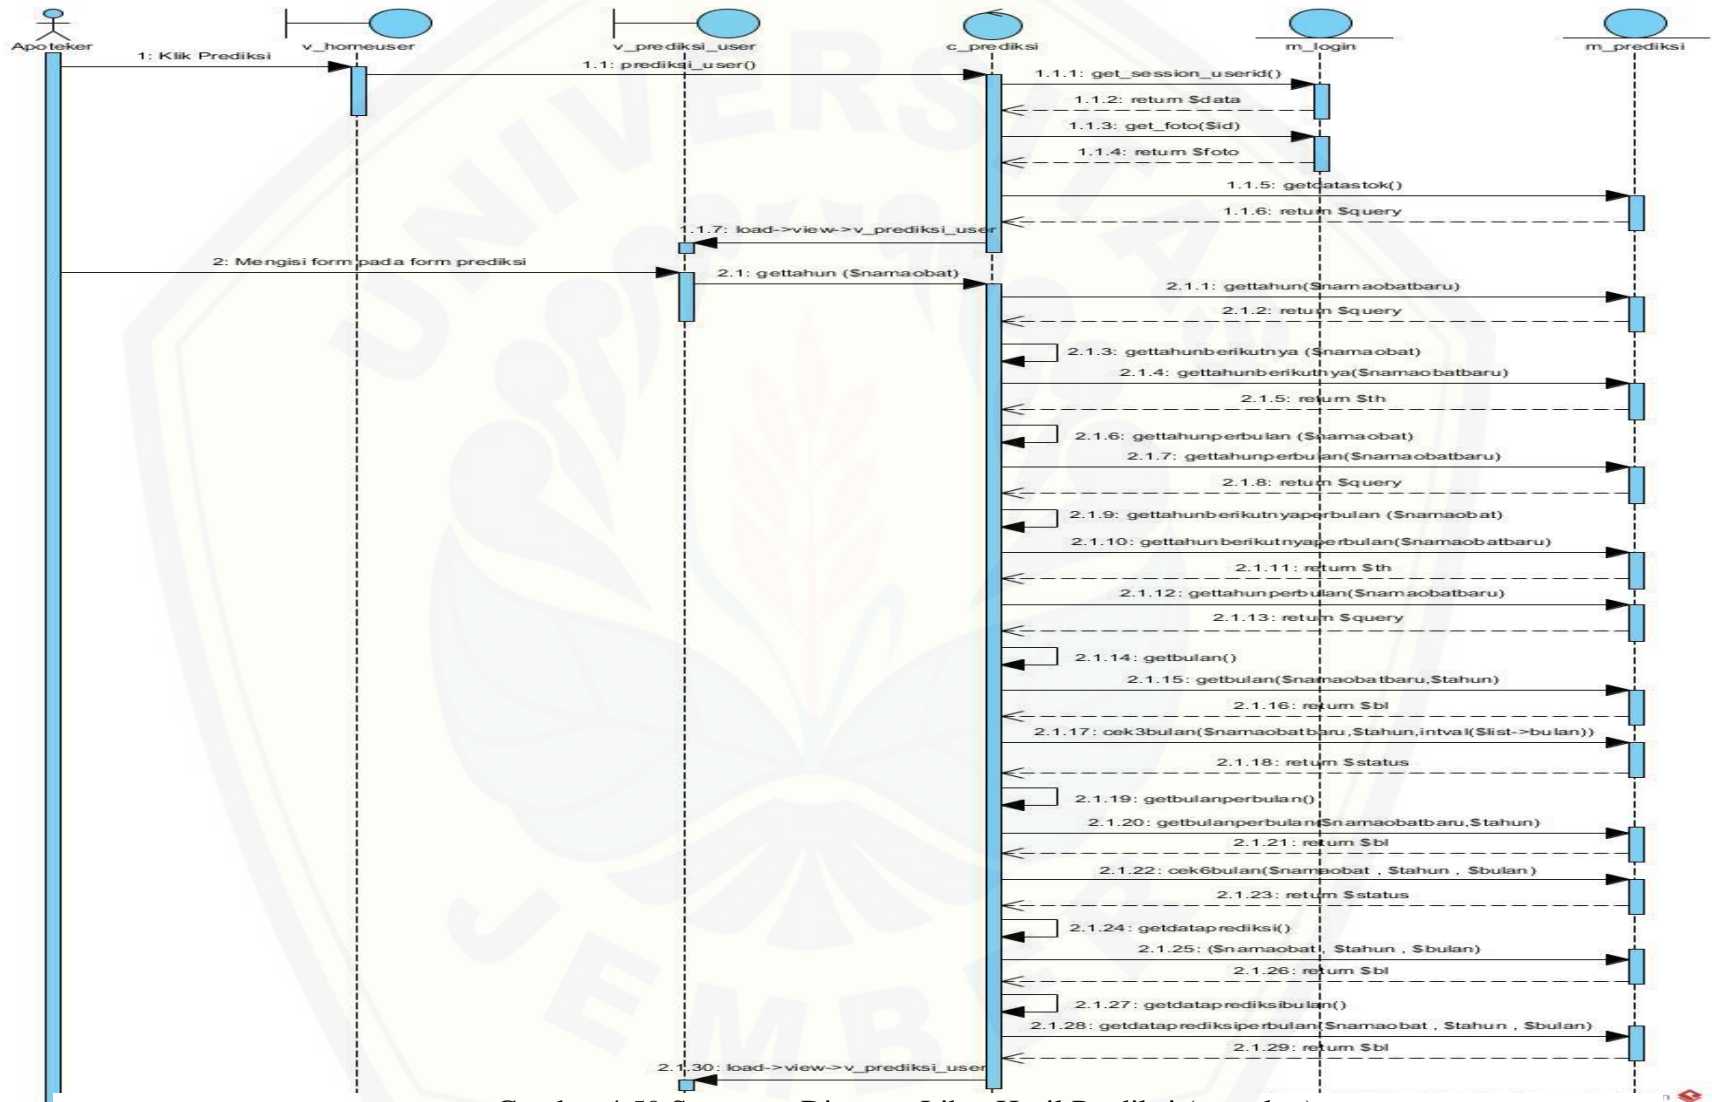 Apoteker
v_homeuser
v_prediksi_user
c_prediksi
m_login
m_prediksi
1: Klik Prediksi
1.1: prediksi_user()
1.1.1: get_session_userid()
1.1.2: return $data
1.1.3: get_foto($id)
1.1.4: return $foto
1.1.5: getdatastok()
1.1.6: return $query
1.1.7: load->view->v_prediksi_user
2: Mengisi form pada form prediksi
2.1: gettahun ($namaobat)
2.1.1: gettahun($namaobatbaru)
2.1.2: return $query
2.1.3: gettahunberikutnya ($namaobat)
2.1.4: gettahunberikutnya($namaobatbaru)
2.1.5: return $th
2.1.6: gettahunperbulan ($namaobat)
2.1.7: gettahunperbulan($namaobatbaru)
2.1.8: return $query
2.1.9: gettahunberikutnyaperbulan ($namaobat)
2.1.10: gettahunberikutnyaperbulan($namaobatbaru)
2.1.11: return $th
2.1.12: gettahunperbulan($namaobatbaru)
2.1.13: return $query
2.1.14: getbulan()
2.1.15: getbulan($namaobatbaru,$tahun)
2.1.16: return $bl
2.1.17: cek3bulan($namaobatbaru,$tahun,intval($list->bulan))
2.1.18: return $status
2.1.19: getbulanperbulan()
2.1.20: getbulanperbulan($namaobatbaru,$tahun)
2.1.21: return $bl
2.1.22: cek6bulan($namaobat , $tahun , $bulan)
2.1.23: return $status
2.1.24: getdataprediksi()
2.1.25: ($namaobat , $tahun , $bulan)
2.1.26: return $bl
2.1.27: getdataprediksibulan()
2.1.28: getdataprediksiperbulan($namaobat , $tahun , $bulan)
2.1.29: return $bl
2.1.30: load->view->v_prediksi_user
UNIVERSITAS
JEMBER